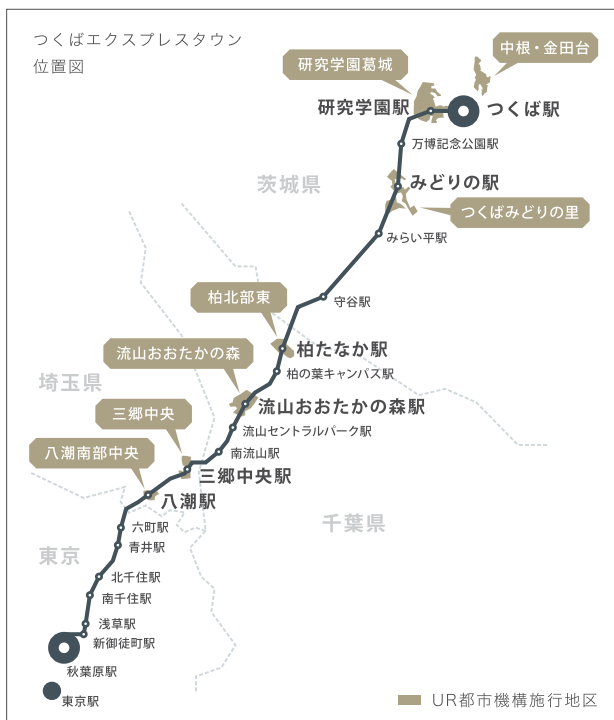 つくばエクスプレスタウン
位置図
中根・金田台
研究学園葛城
研究学園駅
つくば駅
万博記念公園駅
茨城県
みどりの駅
つくばみどりの里
みらい平駅
柏北部東
守谷駅
柏たなか駅
流山おおたかの森
柏の葉キャンパス駅
埼玉県
流山おおたかの森駅
三郷中央
流山セントラルパーク駅
八潮南部中央
南流山駅
三郷中央駅
八潮駅
千葉県
六町駅
青井駅
東京
北千住駅
南千住駅
浅草駅
新御徒町駅
秋葉原駅
東京駅
UR都市機構施行地区